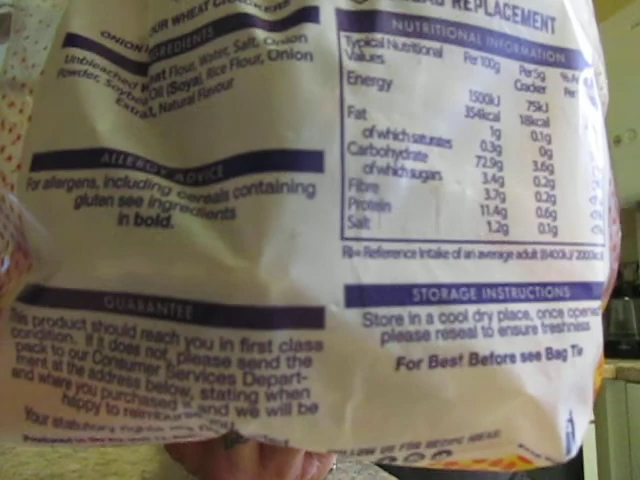 OUR WHEAT CRACKERS
REPLACEMENT
ONION
INGREDIENTS
Unbleached Wheat Flour, Water, Salt, Onion
Powder, Soybean Oil (Soya), Rice Flour, Onion
Extract, Natural Flavour
ALLERGY ADVICE
For allergens, including cereals containing
gluten see ingredients
in bold.
GUARANTEE
This product should reach you in first class
condition. If it does not, please send the
pack to our Consumer Services Depart-
ment at the address below, stating when
and where you purchased it and we will be
happy to reimburse
Your statutory rights
NUTRITIONAL INFORMATION
Typical Nutritional Values Per 100g Per 5g Cracker
Energy 1500kJ 75kJ
354kcal 18kcal
Fat 1g 0.1g
of which saturates 0.3g 0g
Carbohydrate 72.9g 3.6g
of which sugars 3.4g 0.2g
Fibre 3.7g 0.2g
Protein 11.4g 0.6g
Salt 1.2g 0.1g
RI= Reference Intake of an average adult (8400kJ/2000kcal)
STORAGE INSTRUCTIONS
Store in a cool dry place, once opened
please reseal to ensure freshness
For Best Before see Bag Tie